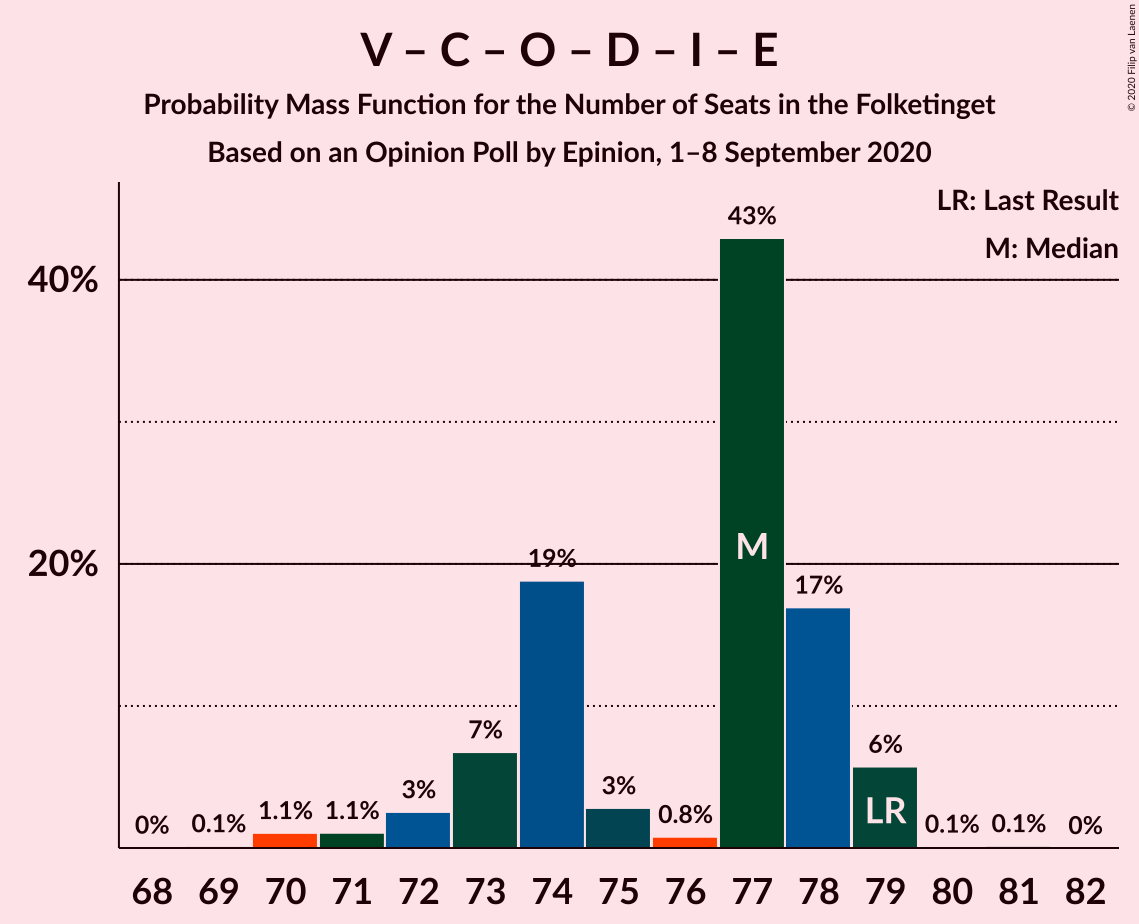 V – C – O – D – I – E
Probability Mass Function for the Number of Seats in the Folketinget
Based on an Opinion Poll by Epinion, 1–8 September 2020
© 2020 Filip van Laenen
LR: Last Result
M: Median
40%
20%
0%
0.1%
1.1%
1.1%
3%
7%
19%
3%
0.8%
43%
17%
6%
0.1%
0.1%
0%
M
LR
68 69 70 71 72 73 74 75 76 77 78 79 80 81 82